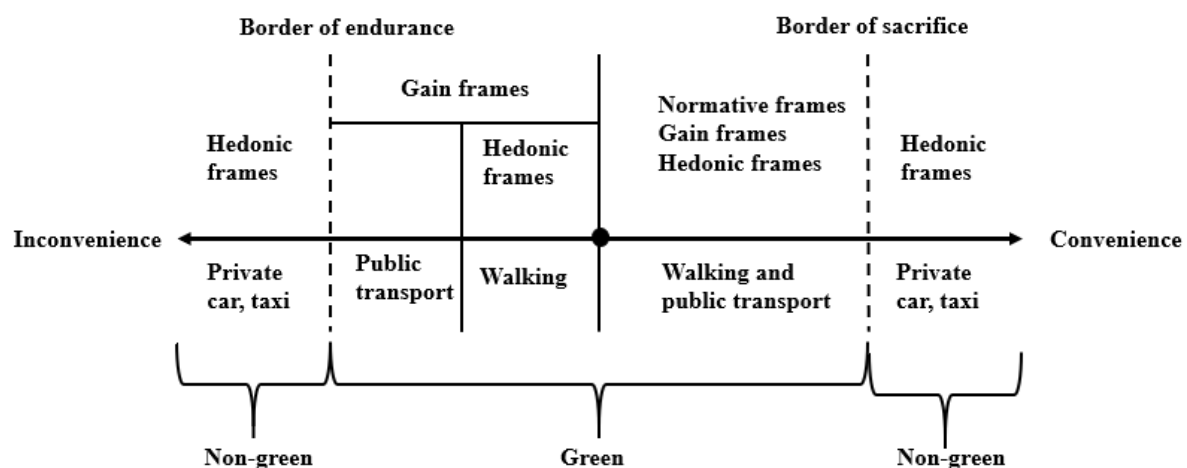 Border of endurance
Border of sacrifice
Gain frames
Normative frames
Gain frames
Hedonic frames
Hedonic
frames
Hedonic
frames
Hedonic
frames
Inconvenience
Convenience
Private
car, taxi
Public
transport
Walking
Walking and
public transport
Private
car, taxi
Non-green
Green
Non-green